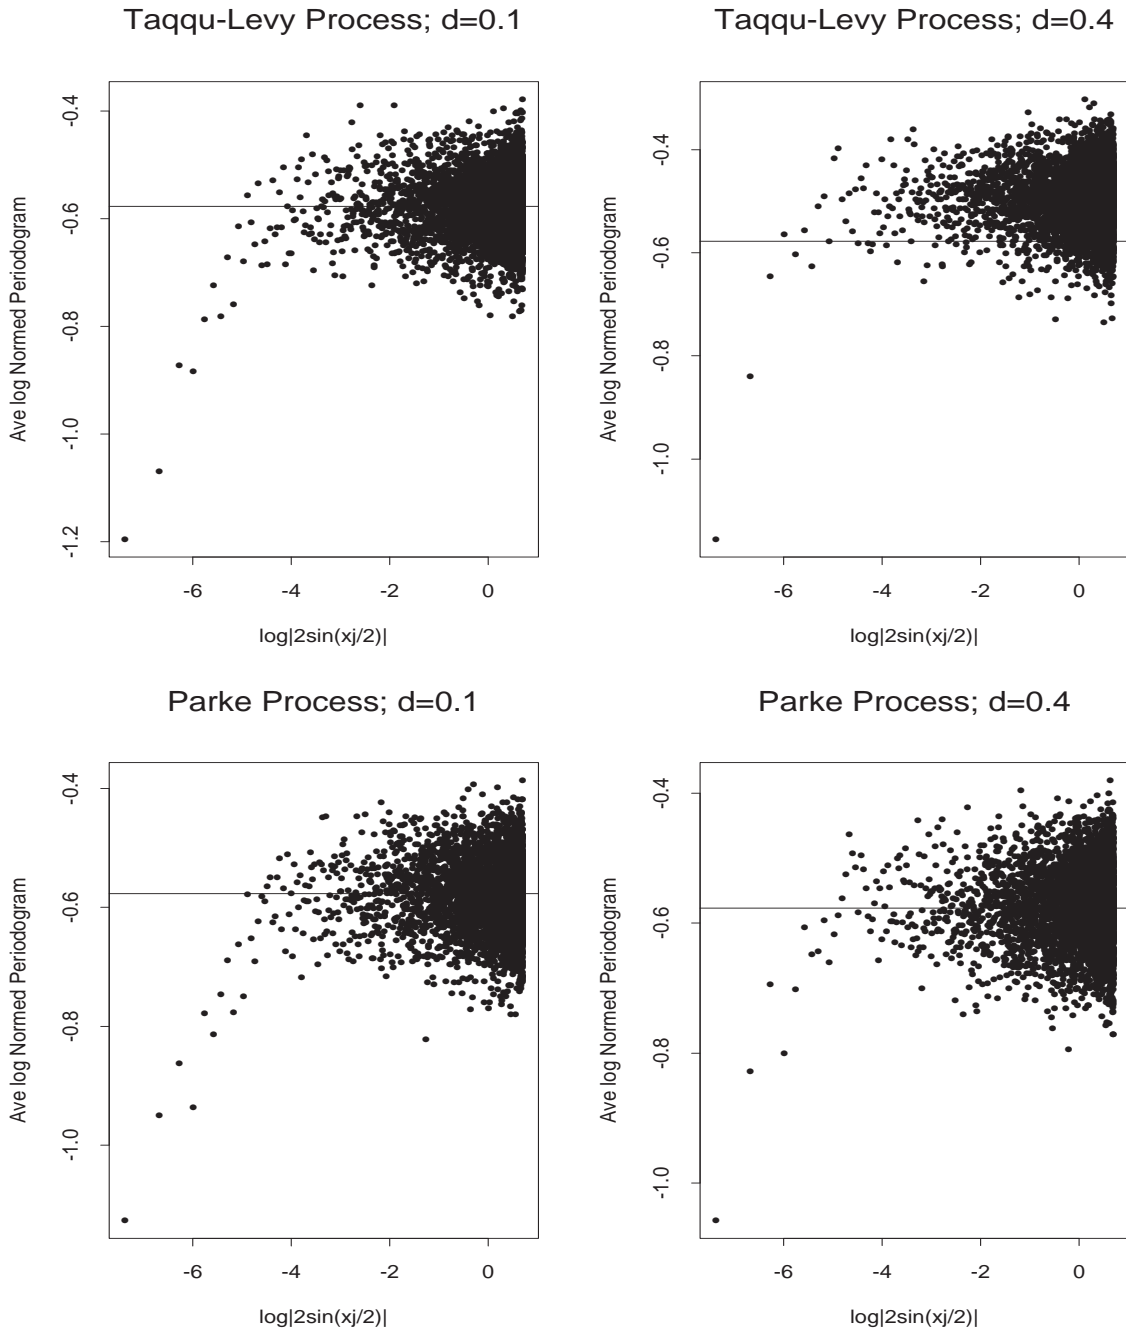 Taqqu-Levy Process; d=0.1
Ave log Normed Periodogram
-0.4
-0.6
-0.8
-1.0
-1.2
-6 -4 -2 0
log|2sin(xj/2)|
Taqqu-Levy Process; d=0.4
Ave log Normed Periodogram
-0.4
-0.6
-0.8
-1.0
-6 -4 -2 0
log|2sin(xj/2)|
Parke Process; d=0.1
Ave log Normed Periodogram
-0.4
-0.6
-0.8
-1.0
-6 -4 -2 0
log|2sin(xj/2)|
Parke Process; d=0.4
Ave log Normed Periodogram
-0.4
-0.6
-0.8
-1.0
-6 -4 -2 0
log|2sin(xj/2)|